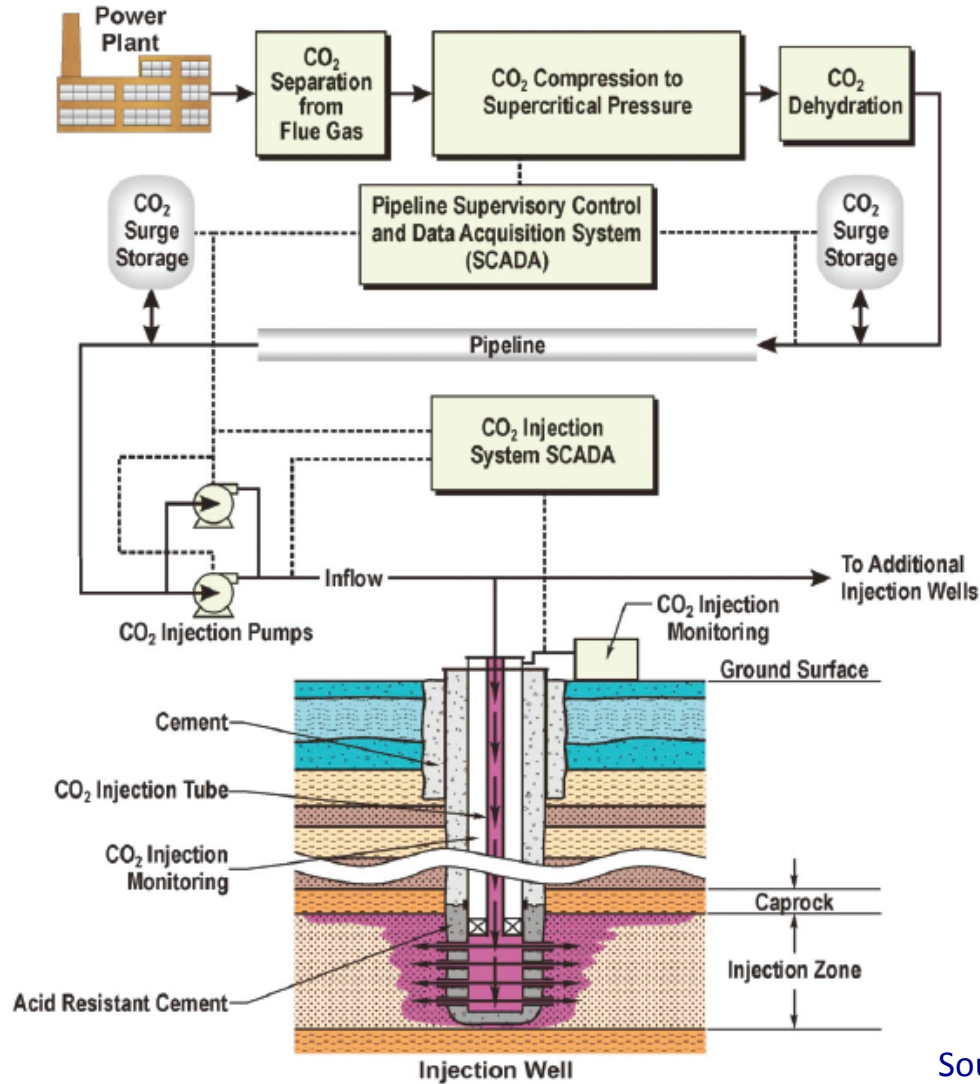 Power
Plant
CO₂
Separation
from
Flue Gas
CO₂ Compression to
Supercritical Pressure
CO₂
Dehydration
CO₂
Surge
Storage
Pipeline Supervisory Control
and Data Acquisition System
(SCADA)
CO₂
Surge
Storage
Pipeline
CO₂ Injection
System SCADA
Inflow
To Additional
Injection Wells
CO₂ Injection Pumps
CO₂ Injection
Monitoring
Ground Surface
Cement
CO₂ Injection Tube
CO₂ Injection
Monitoring
Caprock
Injection Zone
Acid Resistant Cement
Injection Well